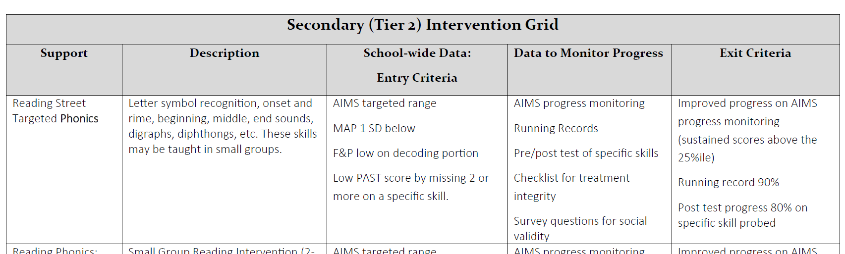 Secondary (Tier 2) Intervention Grid
Support
Description
School-wide Data:
Entry Criteria
Data to Monitor Progress
Exit Criteria
Reading Street
Targeted Phonics
Letter symbol recognition, onset and
rime, beginning, middle, end sounds,
digraphs, diphthongs, etc. These skills
may be taught in small groups.
AIMS targeted range
MAP 1 SD below
F&P low on decoding portion
Low PAST score by missing 2 or
more on a specific skill.
AIMS progress monitoring
Running Records
Pre/post test of specific skills
Checklist for treatment
integrity
Survey questions for social
validity
Improved progress on AIMS
progress monitoring
(sustained scores above the
25%ile)
Running record 90%
Post test progress 80% on
specific skill probed
Reading Phonics:
Small Group Reading Intervention (2-
AIMS targeted range
AIMS progress monitoring
Improved progress on AIMS